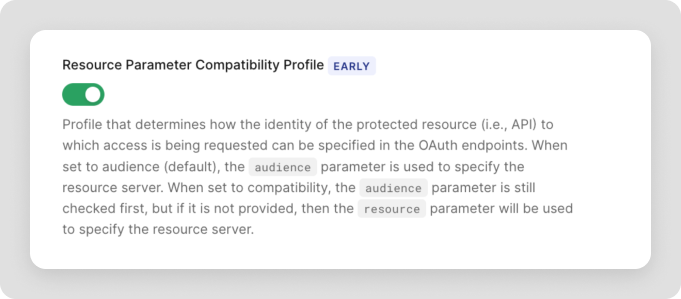 Resource Parameter Compatibility Profile EARLY
Profile that determines how the identity of the protected resource (i.e., API) to
which access is being requested can be specified in the OAuth endpoints. When
set to audience (default), the audience parameter is used to specify the
resource server. When set to compatibility, the audience parameter is still
checked first, but if it is not provided, then the resource parameter will be used
to specify the resource server.